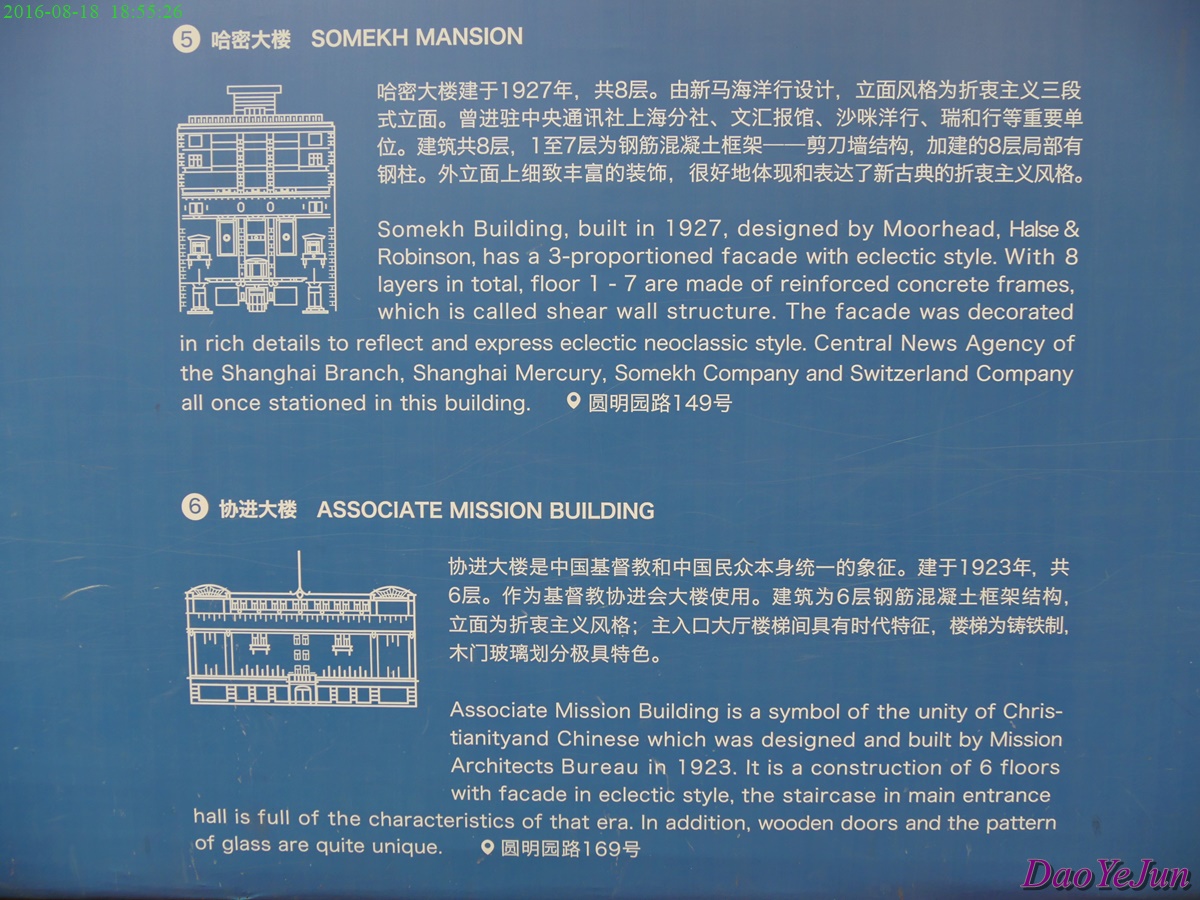 2016-08-18 18:55:26
5 哈密大楼 SOMEKH MANSION
哈密大楼建于1927年，共8层。由新马海洋行设计，立面风格为折衷主义三段
式立面。曾进驻中央通讯社上海分社、文汇报馆、沙咪洋行、瑞和行等重要单
位。建筑共8层，1至7层为钢筋混凝土框架——剪刀墙结构，加建的8层局部有
钢柱。外立面上细致丰富的装饰，很好地体现和表达了新古典的折衷主义风格。
Somekh Building, built in 1927, designed by Moorhead, Halse &
Robinson, has a 3-proportioned facade with eclectic style. With 8
layers in total, floor 1 - 7 are made of reinforced concrete frames,
which is called shear wall structure. The facade was decorated
in rich details to reflect and express eclectic neoclassic style. Central News Agency of
the Shanghai Branch, Shanghai Mercury, Somekh Company and Switzerland Company
all once stationed in this building. 圆明园路149号
6 协进大楼 ASSOCIATE MISSION BUILDING
协进大楼是中国基督教和中国民众本身统一的象征。建于1923年，共
6层。作为基督教协进会大楼使用。建筑为6层钢筋混凝土框架结构，
立面为折衷主义风格；主入口大厅楼梯间具有时代特征，楼梯为铸铁制，
木门玻璃划分极具特色。
Associate Mission Building is a symbol of the unity of Chris-
tianityand Chinese which was designed and built by Mission
Architects Bureau in 1923. It is a construction of 6 floors
with facade in eclectic style, the staircase in main entrance
hall is full of the characteristics of that era. In addition, wooden doors and the pattern
of glass are quite unique. 圆明园路169号
DaoYeJun